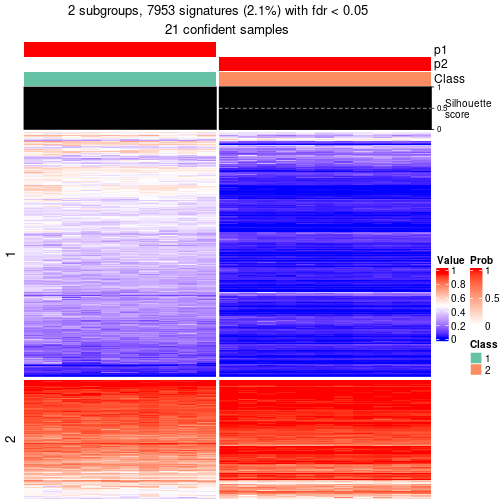 2 subgroups, 7953 signatures (2.1%) with fdr < 0.05
21 confident samples
p1
p2
Class
1
0.5
0
Silhouette
score
1
2
Value
1
0.8
0.6
0.4
0.2
0
Prob
1
0.5
0
Class
1
2